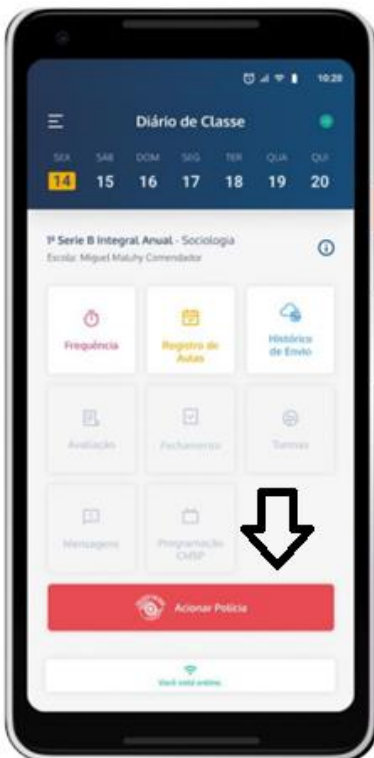 10:20
Diário de Classe
SEX SAB DOM SEG TER QUA QUI
14 15 16 17 18 19 20
1ª Serie B Integral Anual - Sociologia
Escola: Miguel Maluhy Comendador
Frequência
Registro de
Aulas
Histórico
de Envio
Avaliação
Fechamento
Turmas
Mensagens
Programação
CMSP
Acionar Polícia
Você está online